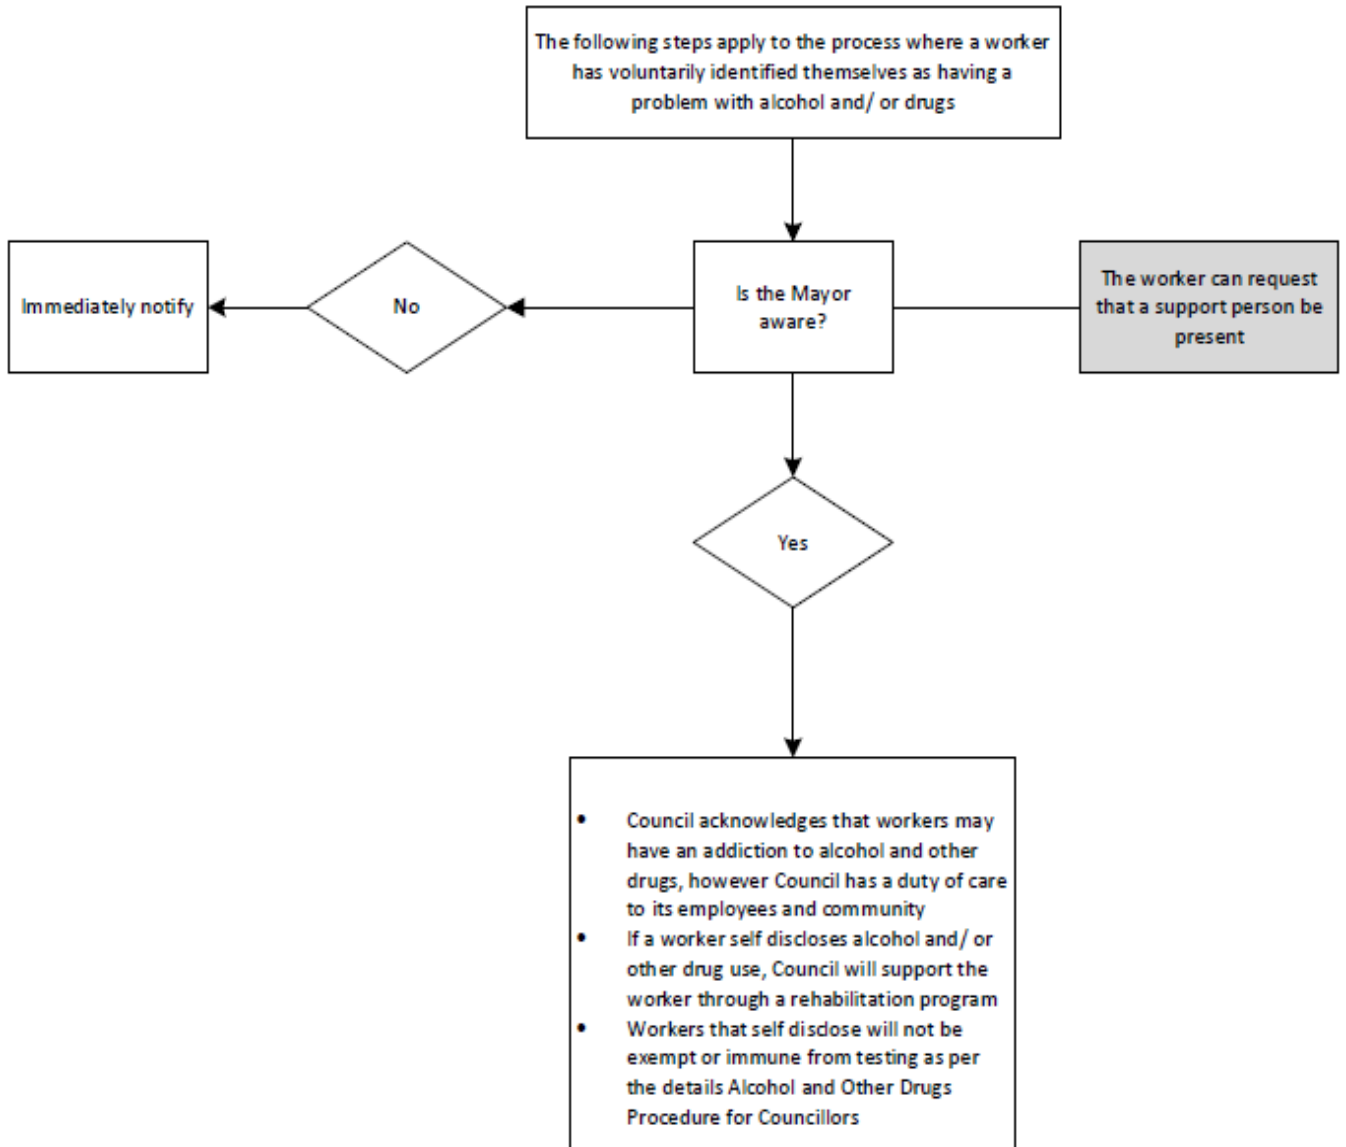 The following steps apply to the process where a worker
has voluntarily identified themselves as having a
problem with alcohol and/ or drugs
Immediately notify
No
Is the Mayor
aware?
The worker can request
that a support person be
present
Yes
• Council acknowledges that workers may
have an addiction to alcohol and other
drugs, however Council has a duty of care
to its employees and community
• If a worker self discloses alcohol and/ or
other drug use, Council will support the
worker through a rehabilitation program
• Workers that self disclose will not be
exempt or immune from testing as per
the details Alcohol and Other Drugs
Procedure for Councillors